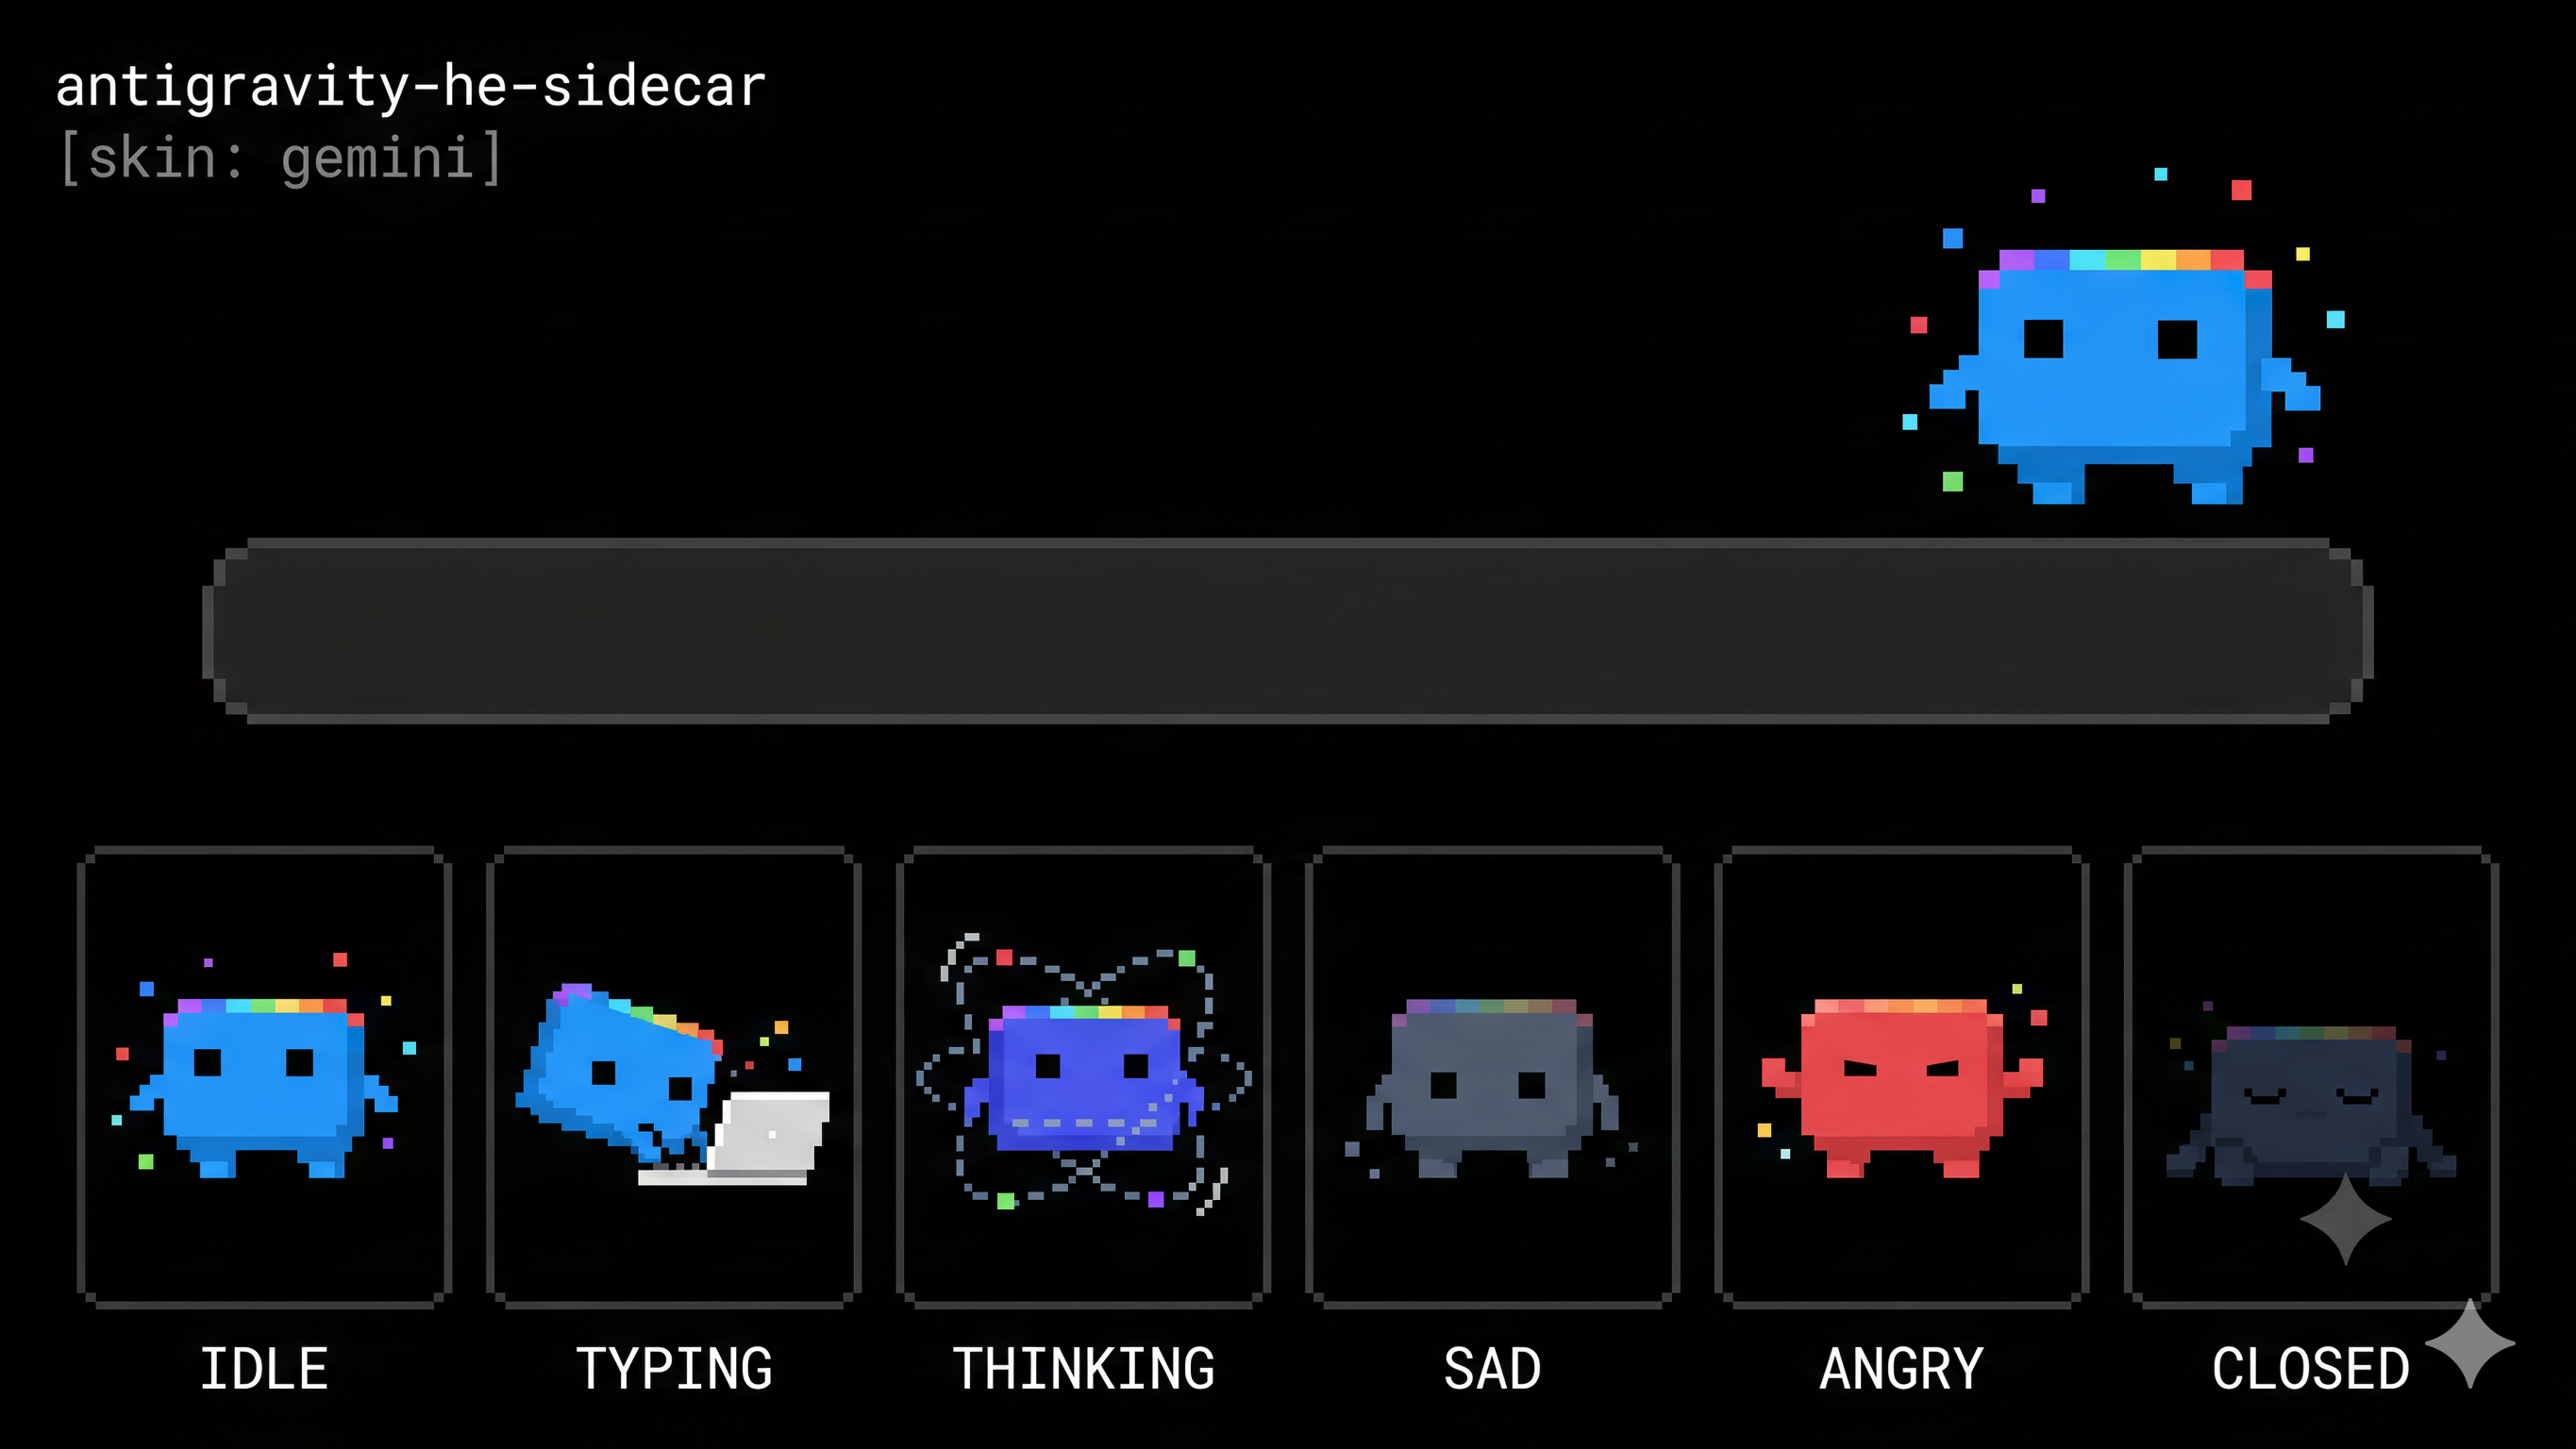 antigravity-he-sidecar
[skin: gemini]
IDLE
TYPING
THINKING
SAD
ANGRY
CLOSED